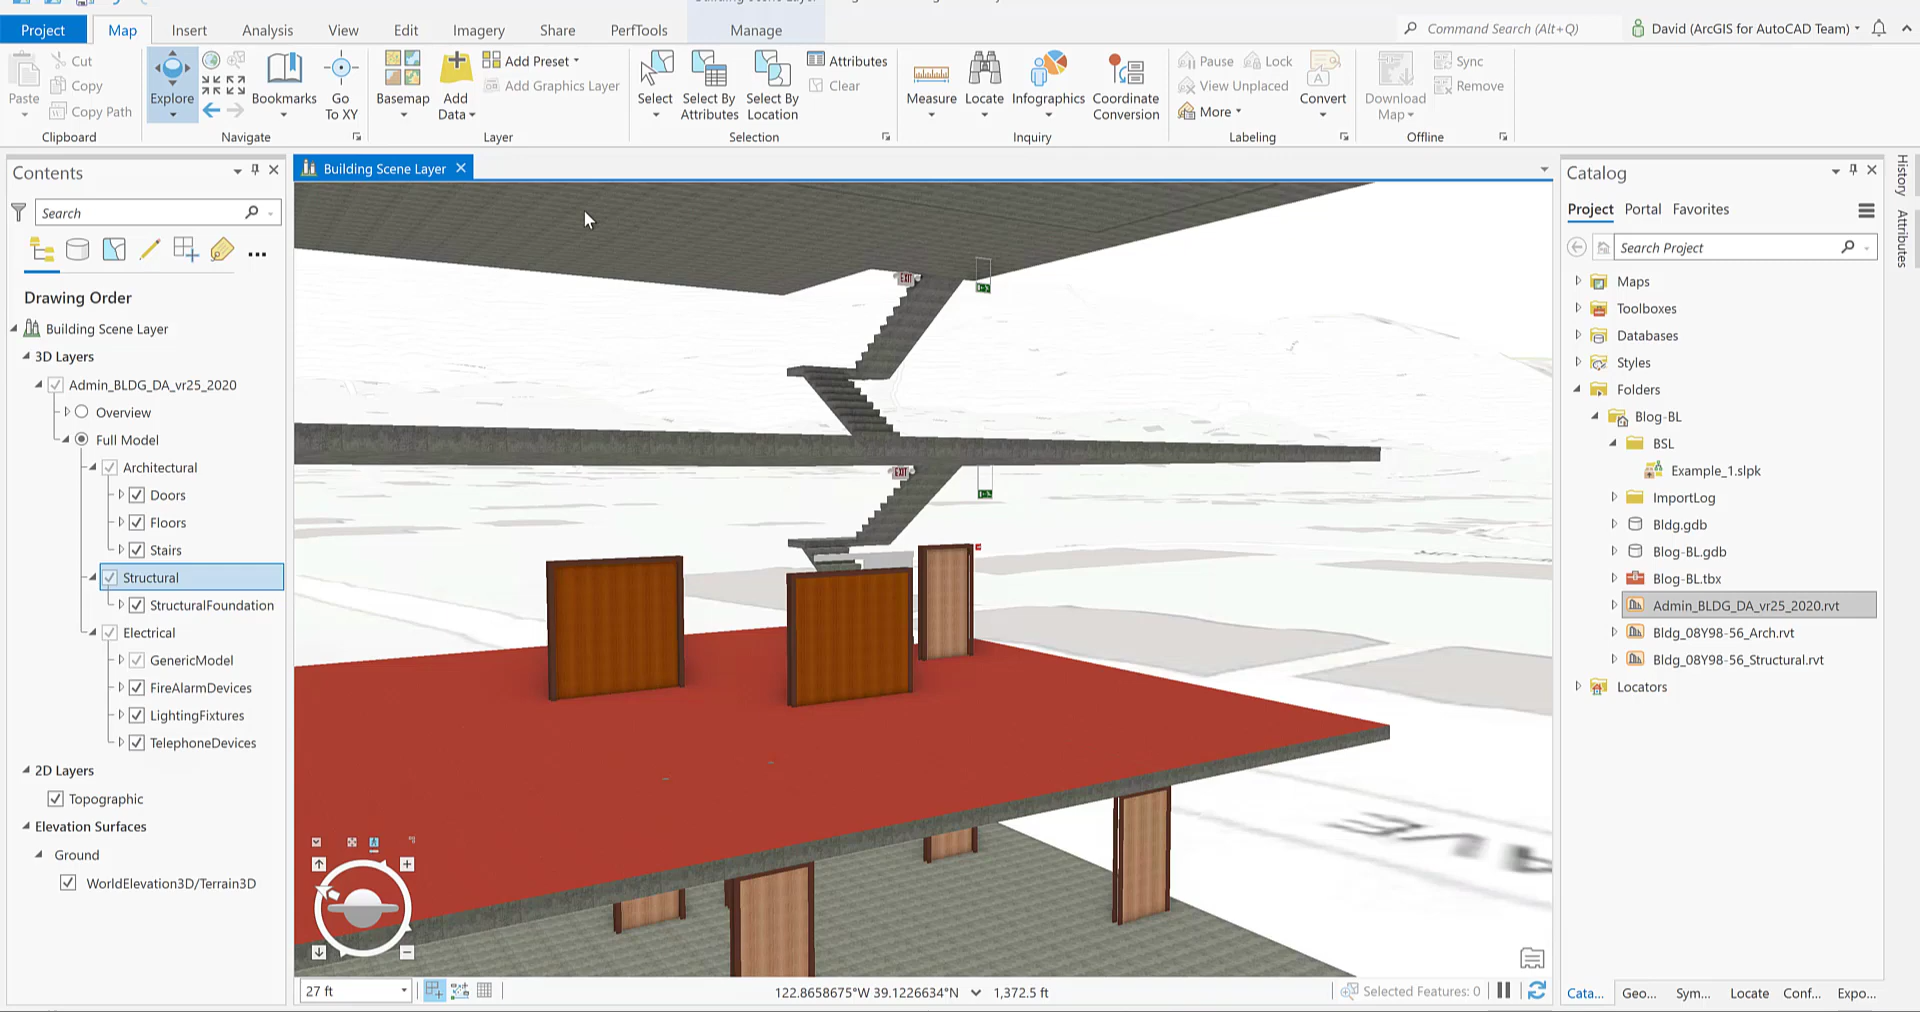 Project
Map
Insert
Analysis
View
Edit
Imagery
Share
PerfTools
Manage
Command Search (Alt+Q)
David (ArcGIS for AutoCAD Team)
Paste
Cut
Copy
Copy Path
Clipboard
Explore
Bookmarks
Go To XY
Navigate
Basemap
Add Data
Add Preset
Add Graphics Layer
Layer
Select
Select By Attributes
Select By Location
Attributes
Clear
Selection
Measure
Locate
Infographics
Coordinate Conversion
Inquiry
Pause
Lock
View Unplaced
More
Convert
Labeling
Download Map
Sync
Remove
Offline
Contents
Search
Drawing Order
Building Scene Layer
3D Layers
Admin_BLDG_DA_vr25_2020
Overview
Full Model
Architectural
Doors
Floors
Stairs
Structural
StructuralFoundation
Electrical
GenericModel
FireAlarmDevices
LightingFixtures
TelephoneDevices
2D Layers
Topographic
Elevation Surfaces
Ground
WorldElevation3D/Terrain3D
Building Scene Layer
EXIT
EXIT
AVE
27 ft
122.8658675°W 39.1226634°N
1,372.5 ft
Selected Features: 0
Catalog
Project
Portal
Favorites
Search Project
Maps
Toolboxes
Databases
Styles
Folders
Blog-BL
BSL
Example_1.slpk
ImportLog
Bldg.gdb
Blog-BL.gdb
Blog-BL.tbx
Admin_BLDG_DA_vr25_2020.rvt
Bldg_08Y98-56_Arch.rvt
Bldg_08Y98-56_Structural.rvt
Locators
Cata...
Geo...
Sym...
Locate
Conf...
Expo...
History
Attributes